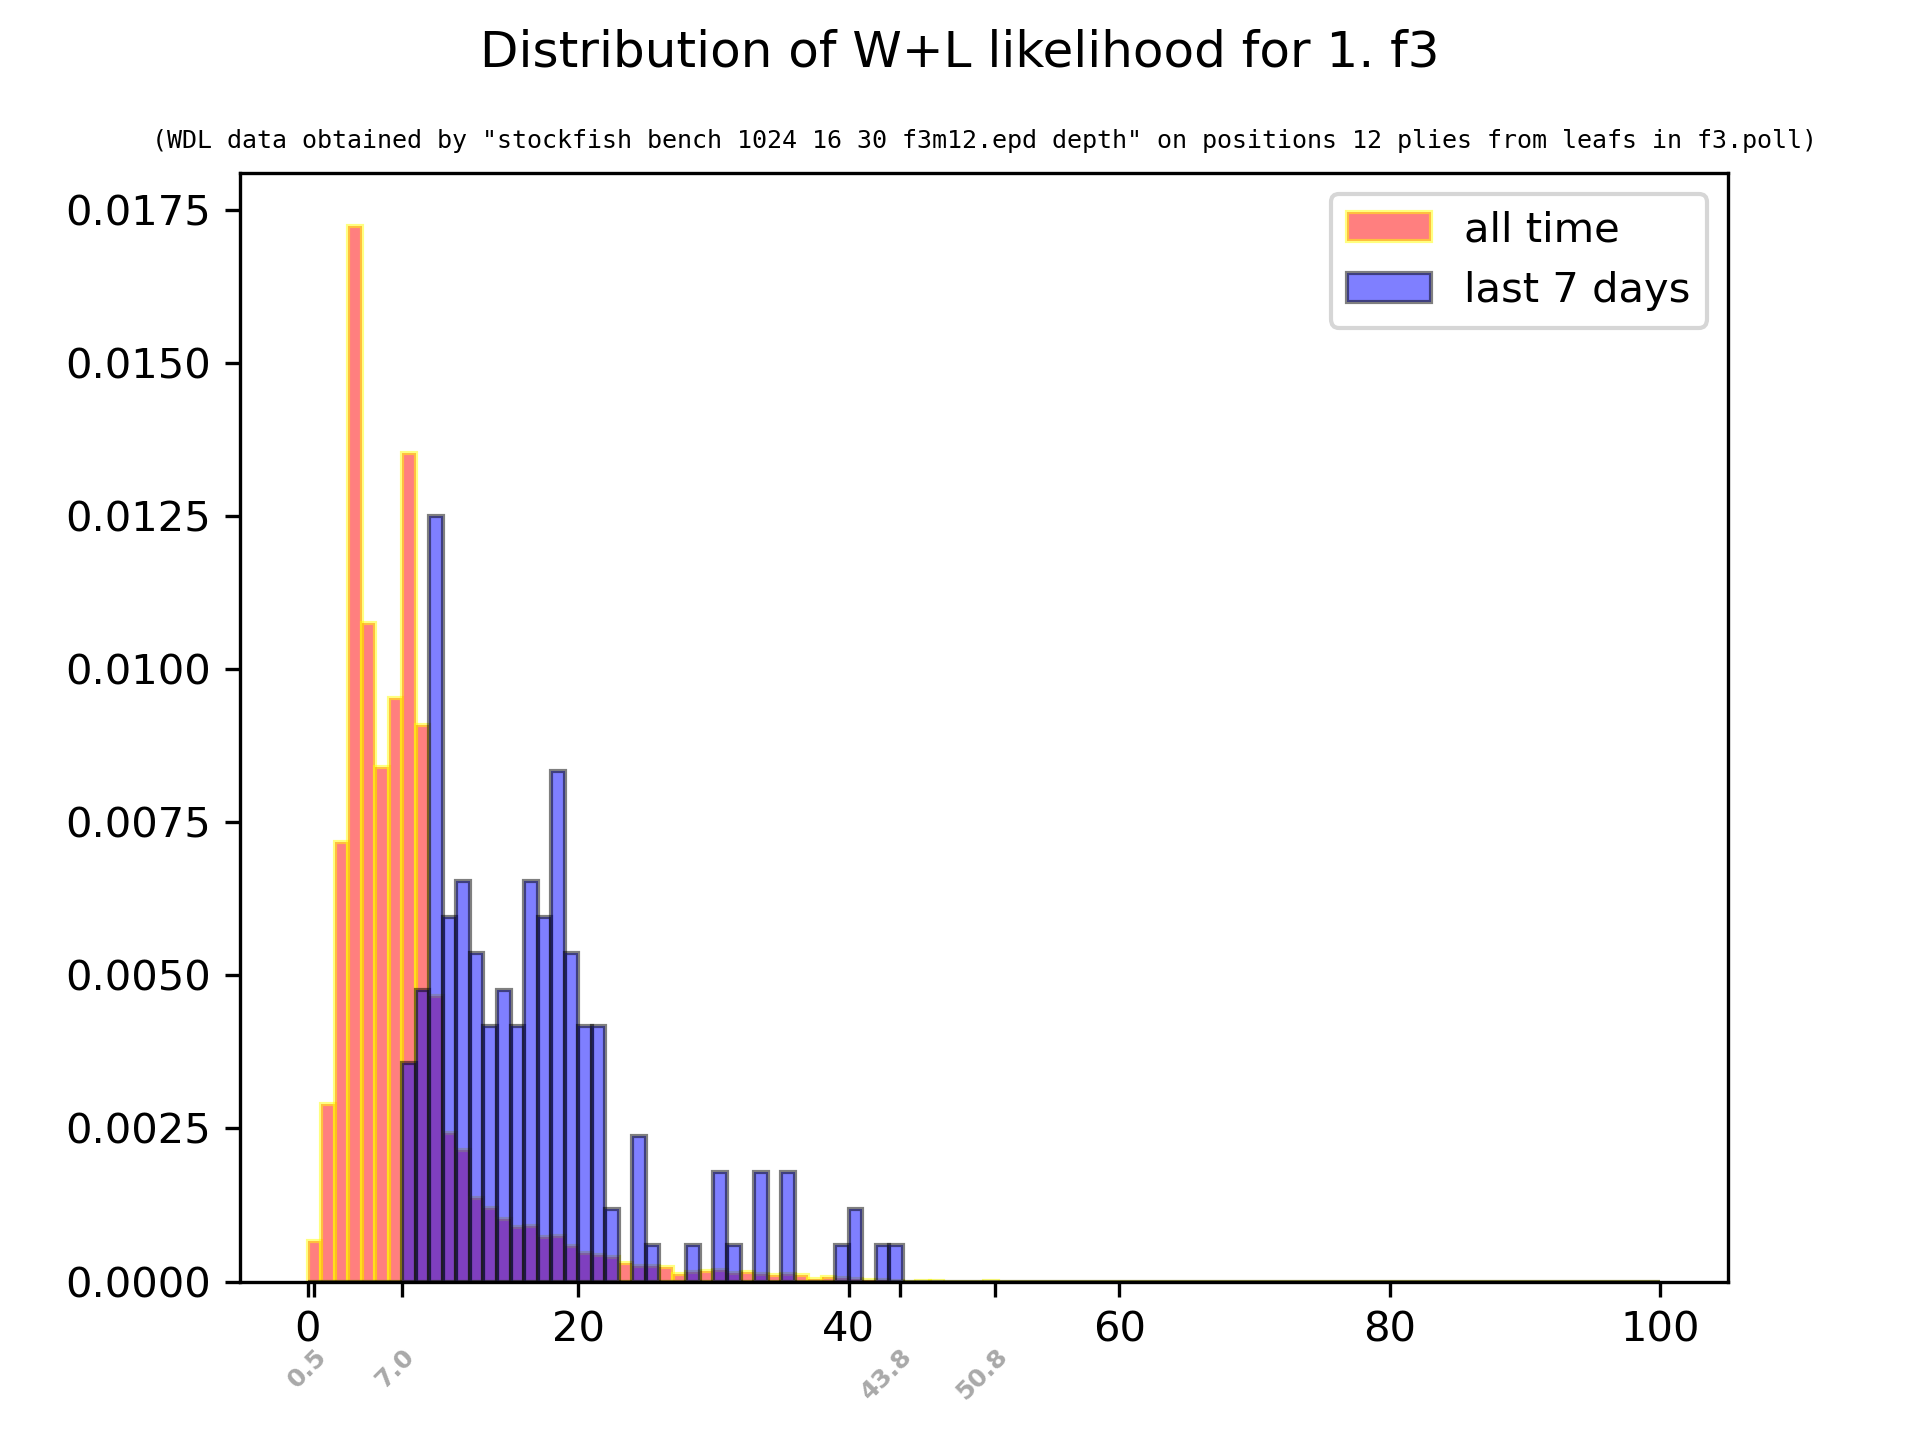 Distribution of W+L likelihood for 1. f3
(WDL data obtained by "stockfish bench 1024 16 30 f3m12.epd depth" on positions 12 plies from leafs in f3.poll)
all time
last 7 days
0.0175
0.0150
0.0125
0.0100
0.0075
0.0050
0.0025
0.0000
0 20 40 60 80 100
0.5 7.0 43.8 50.8